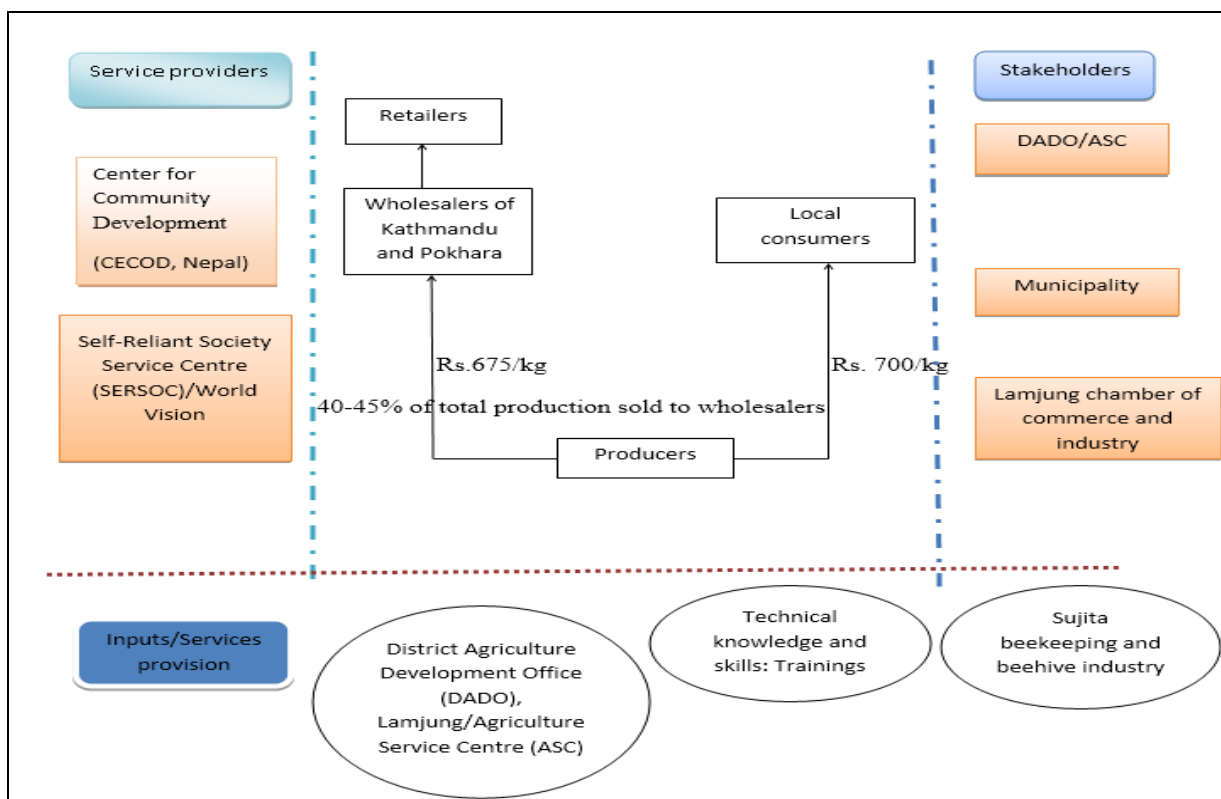 Service providers
Center for
Community
Development
(CECOD, Nepal)
Self-Reliant Society
Service Centre
(SERSOC)/World
Vision
Retailers
Wholesalers of
Kathmandu
and Pokhara
Local
consumers
Rs.675/kg
Rs. 700/kg
40-45% of total production sold to wholesalers
Producers
Stakeholders
DADO/ASC
Municipality
Lamjung chamber of
commerce and
industry
Inputs/Services
provision
District Agriculture
Development Office
(DADO),
Lamjung/Agriculture
Service Centre (ASC)
Technical
knowledge and
skills: Trainings
Sujita
beekeeping and
beehive industry